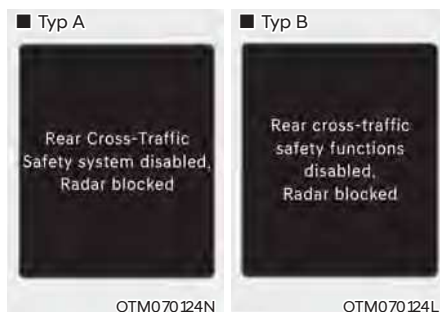 ■ Typ A
Rear Cross-Traffic
Safety system disabled,
Radar blocked
OTM070124N
■ Typ B
Rear cross-traffic
safety functions
disabled,
Radar blocked
OTM070124L